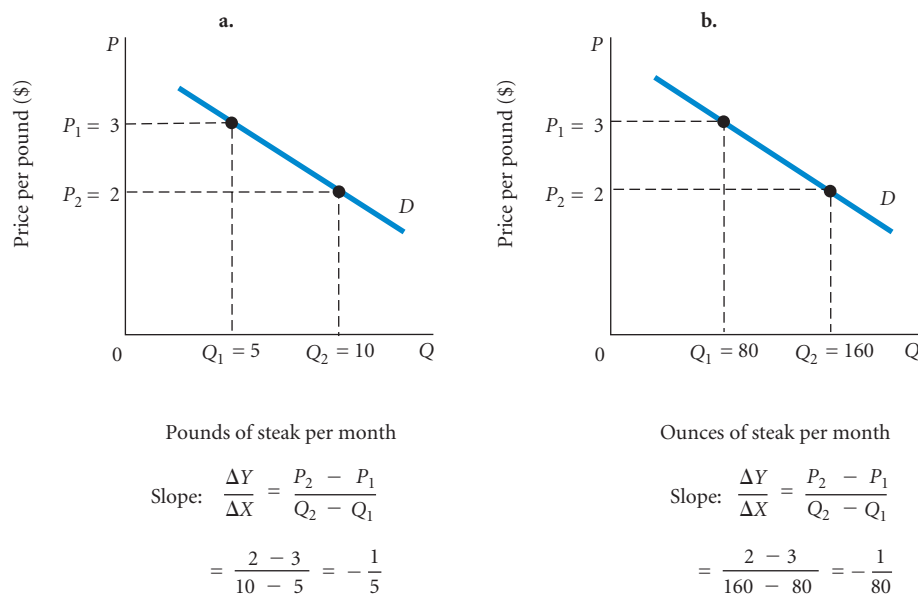 a.
P
Price per pound ($)
P₁ = 3
P₂ = 2
D
0
Q₁ = 5
Q₂ = 10
Q
Pounds of steak per month
Slope: ΔY/ΔX = (P₂ − P₁)/(Q₂ − Q₁)
= (2 − 3)/(10 − 5) = −1/5
b.
P
Price per pound ($)
P₁ = 3
P₂ = 2
D
0
Q₁ = 80
Q₂ = 160
Q
Ounces of steak per month
Slope: ΔY/ΔX = (P₂ − P₁)/(Q₂ − Q₁)
= (2 − 3)/(160 − 80) = −1/80